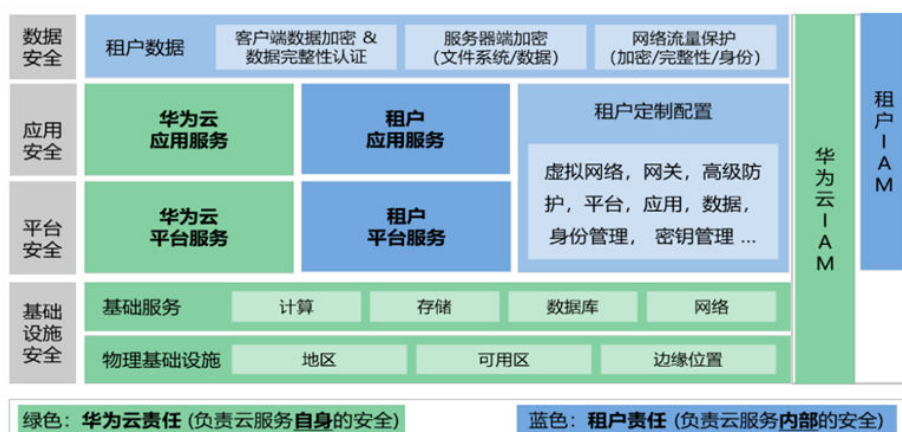 数据
安全
租户数据
客户端数据加密 &
数据完整性认证
服务器端加密
(文件系统/数据)
网络流量保护
(加密/完整性/身份)
应用
安全
华为云
应用服务
租户
应用服务
租户定制配置
虚拟网络，网关，高级防
护，平台，应用，数据，
身份管理， 密钥管理 ...
平台
安全
华为云
平台服务
租户
平台服务
基础
设施
安全
基础服务
计算
存储
数据库
网络
物理基础设施
地区
可用区
边缘位置
华为云IAM
租户IAM
绿色：华为云责任 (负责云服务自身的安全)
蓝色：租户责任 (负责云服务内部的安全)